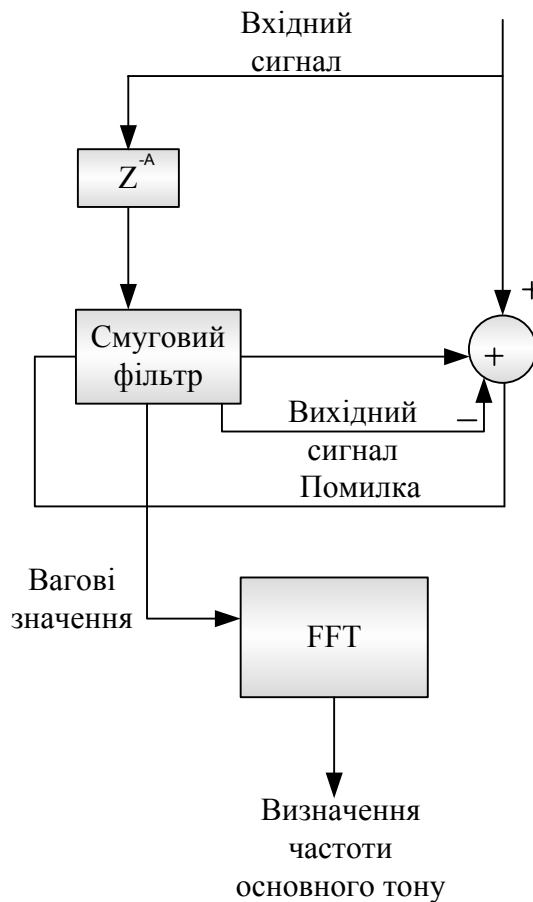 Вхідний
сигнал
Z^-A
+
Смуговий
фільтр
+
−
Вихідний
сигнал
Помилка
Вагові
значення
FFT
Визначення
частоти
основного тону